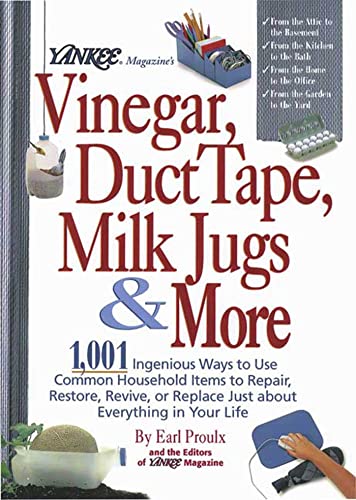 YANKEE® Magazine's
Vinegar,
Duct Tape,
Milk Jugs
& More
✓From the Attic to
the Basement
✓From the Kitchen
to the Bath
✓From the Home
to the Office
✓From the Garden
to the Yard
1,001 Ingenious Ways to Use
Common Household Items to Repair,
Restore, Revive, or Replace Just about
Everything in Your Life
By Earl Proulx
and the Editors
of YANKEE Magazine